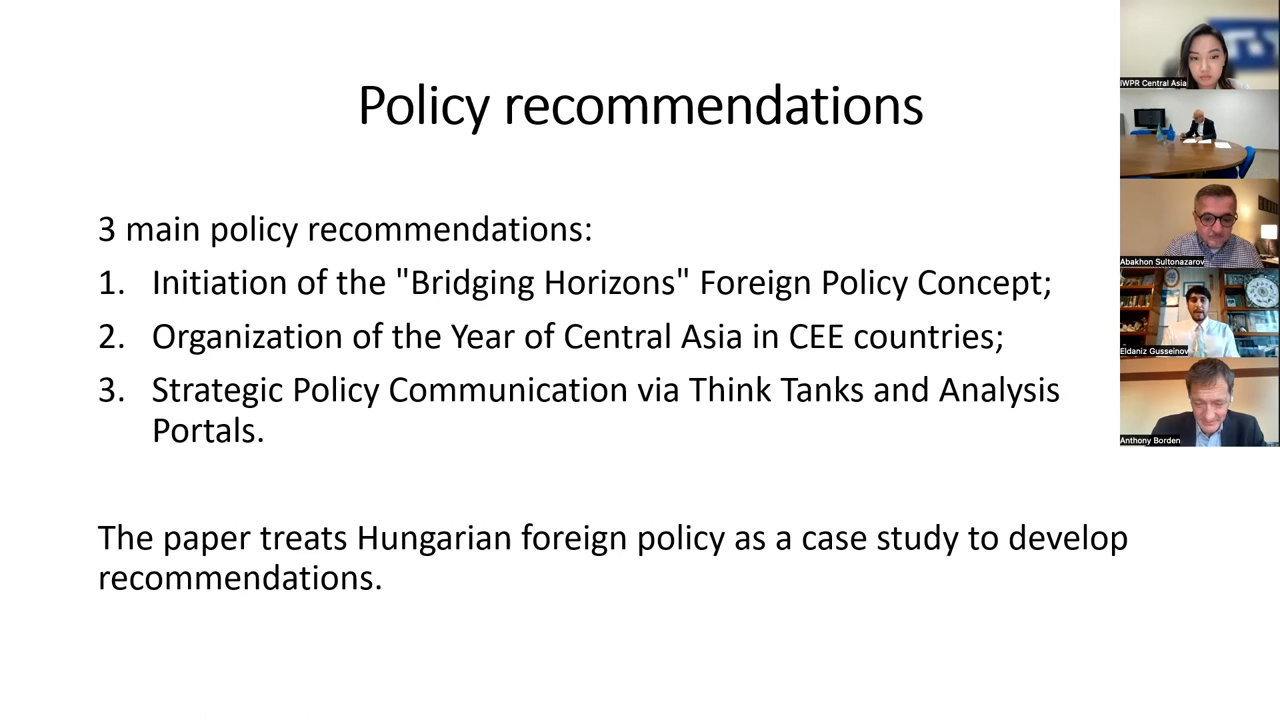 Policy recommendations
3 main policy recommendations:
1. Initiation of the "Bridging Horizons" Foreign Policy Concept;
2. Organization of the Year of Central Asia in CEE countries;
3. Strategic Policy Communication via Think Tanks and Analysis
Portals.
The paper treats Hungarian foreign policy as a case study to develop
recommendations.
IWPR Central Asia
Abakhon Sultonazarov
Eldaniz Gusseinov
Anthony Borden